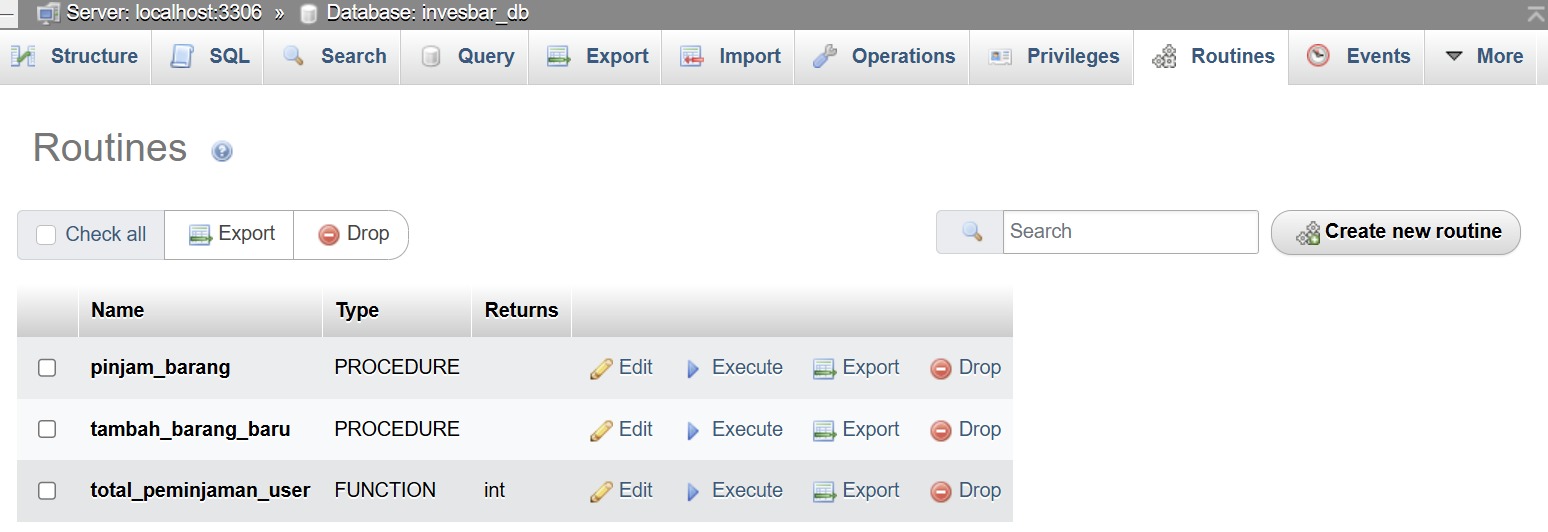 Server: localhost:3306 » Database: invesbar_db
Structure SQL Search Query Export Import Operations Privileges Routines Events More
Routines
Check all Export Drop Search Create new routine
Name Type Returns
pinjam_barang PROCEDURE Edit Execute Export Drop
tambah_barang_baru PROCEDURE Edit Execute Export Drop
total_peminjaman_user FUNCTION int Edit Execute Export Drop